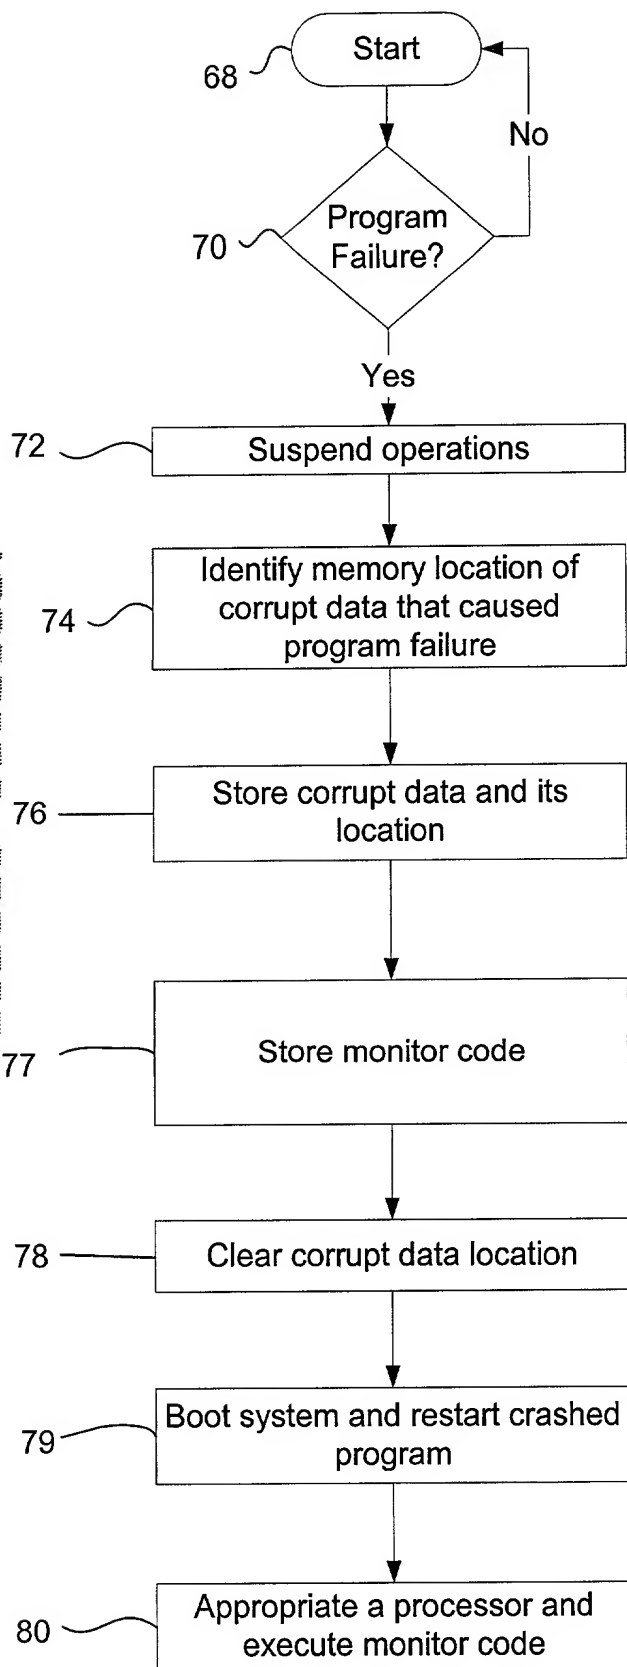 Start
68
No
Program
70
Failure?
Yes
72
Suspend operations
Identify memory location of
corrupt data that caused
74
program failure
Store corrupt data and its
76
location
Store monitor code
77
Clear corrupt data location
78
Boot system and restart crashed
79
program
Appropriate a processor and
80
execute monitor code